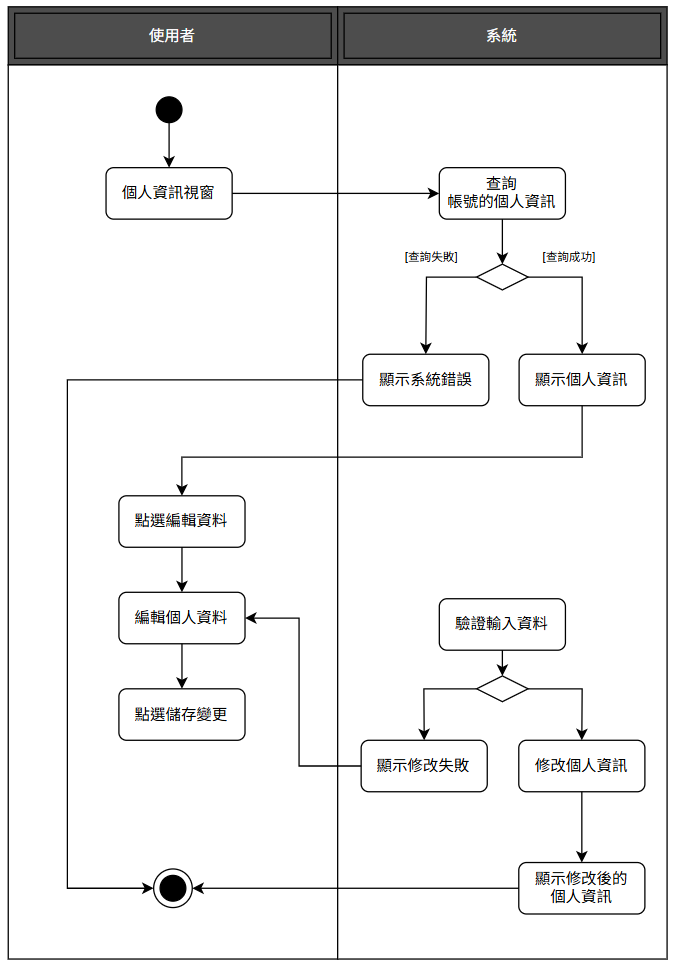 使用者
系統
個人資訊視窗
查詢
帳號的個人資訊
[查詢失敗]
[查詢成功]
顯示系統錯誤
顯示個人資訊
點選編輯資料
編輯個人資料
驗證輸入資料
點選儲存變更
顯示修改失敗
修改個人資訊
顯示修改後的
個人資訊